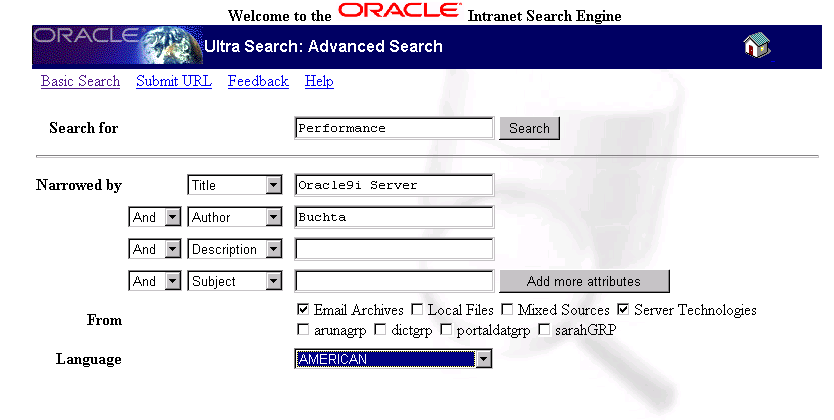 Welcome to the ORACLE Intranet Search Engine
ORACLE Ultra Search: Advanced Search
Basic Search Submit URL Feedback Help
Search for Performance Search
Narrowed by Title Oracle9i Server
And Author Buchta
And Description
And Subject Add more attributes
From Email Archives Local Files Mixed Sources Server Technologies
arunagrp dictgrp portaldatgrp sarahGRP
Language AMERICAN